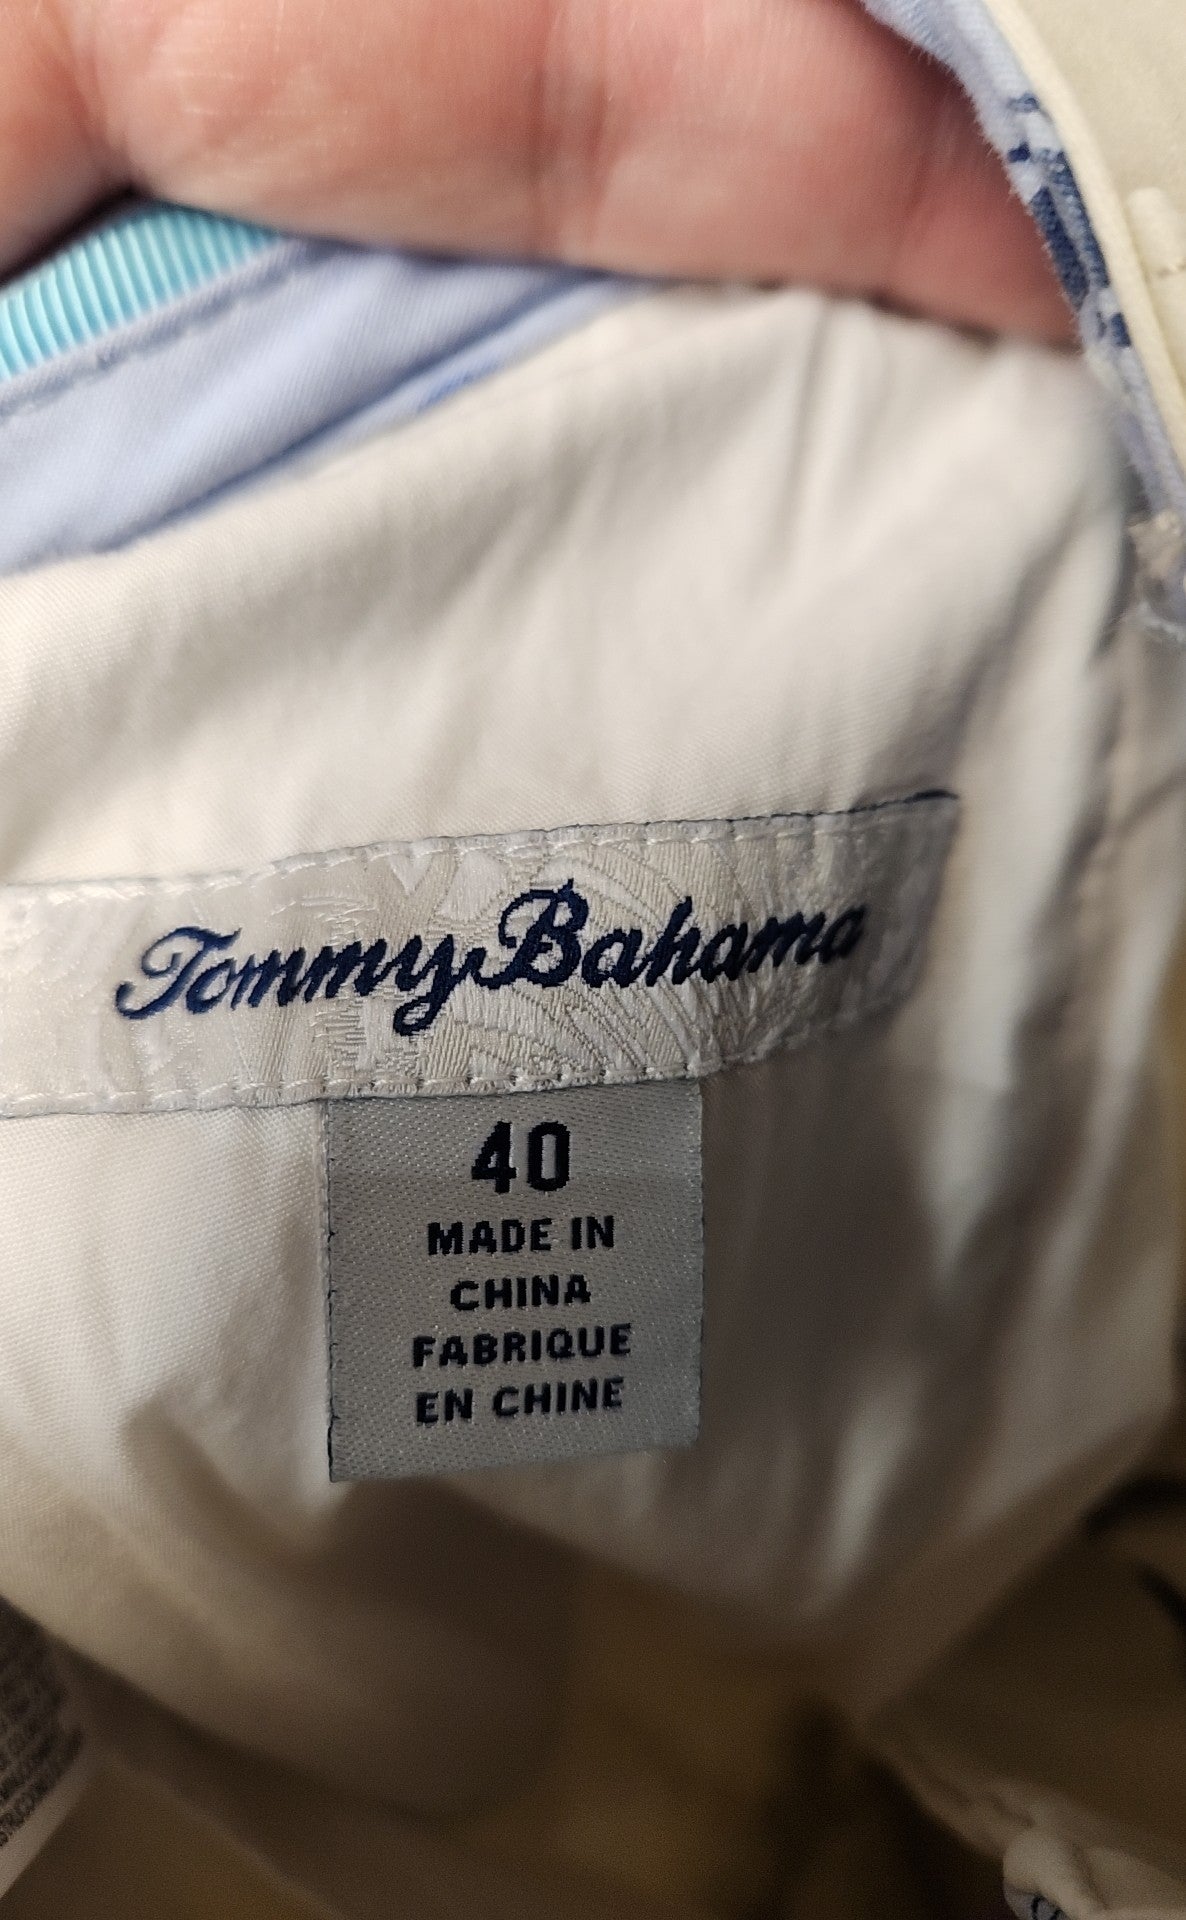 Tommy Bahama
40
MADE IN
CHINA
FABRIQUE
EN CHINE